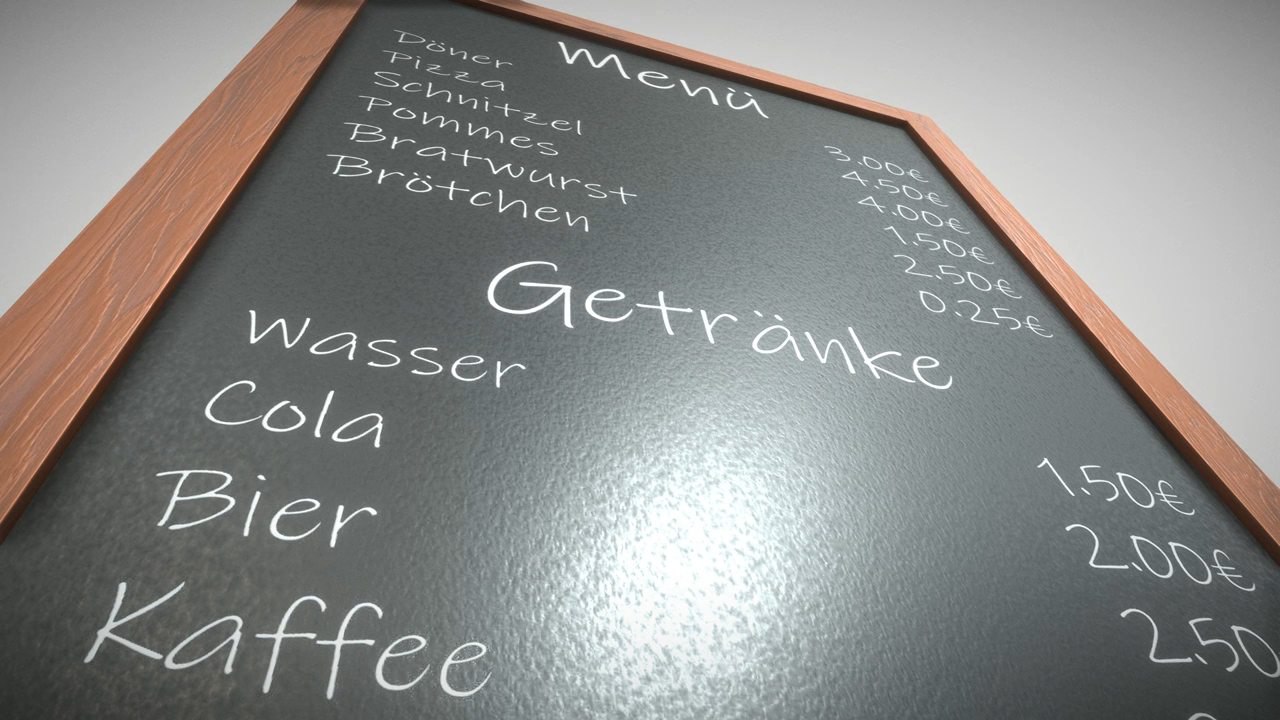 Menü
Döner 3.00€
Pizza 4.50€
Schnitzel 4.00€
Pommes 1.50€
Bratwurst 2.50€
Brötchen 0.25€
Getränke
Wasser 1.50€
Cola 2.00€
Bier 2.50
Kaffee